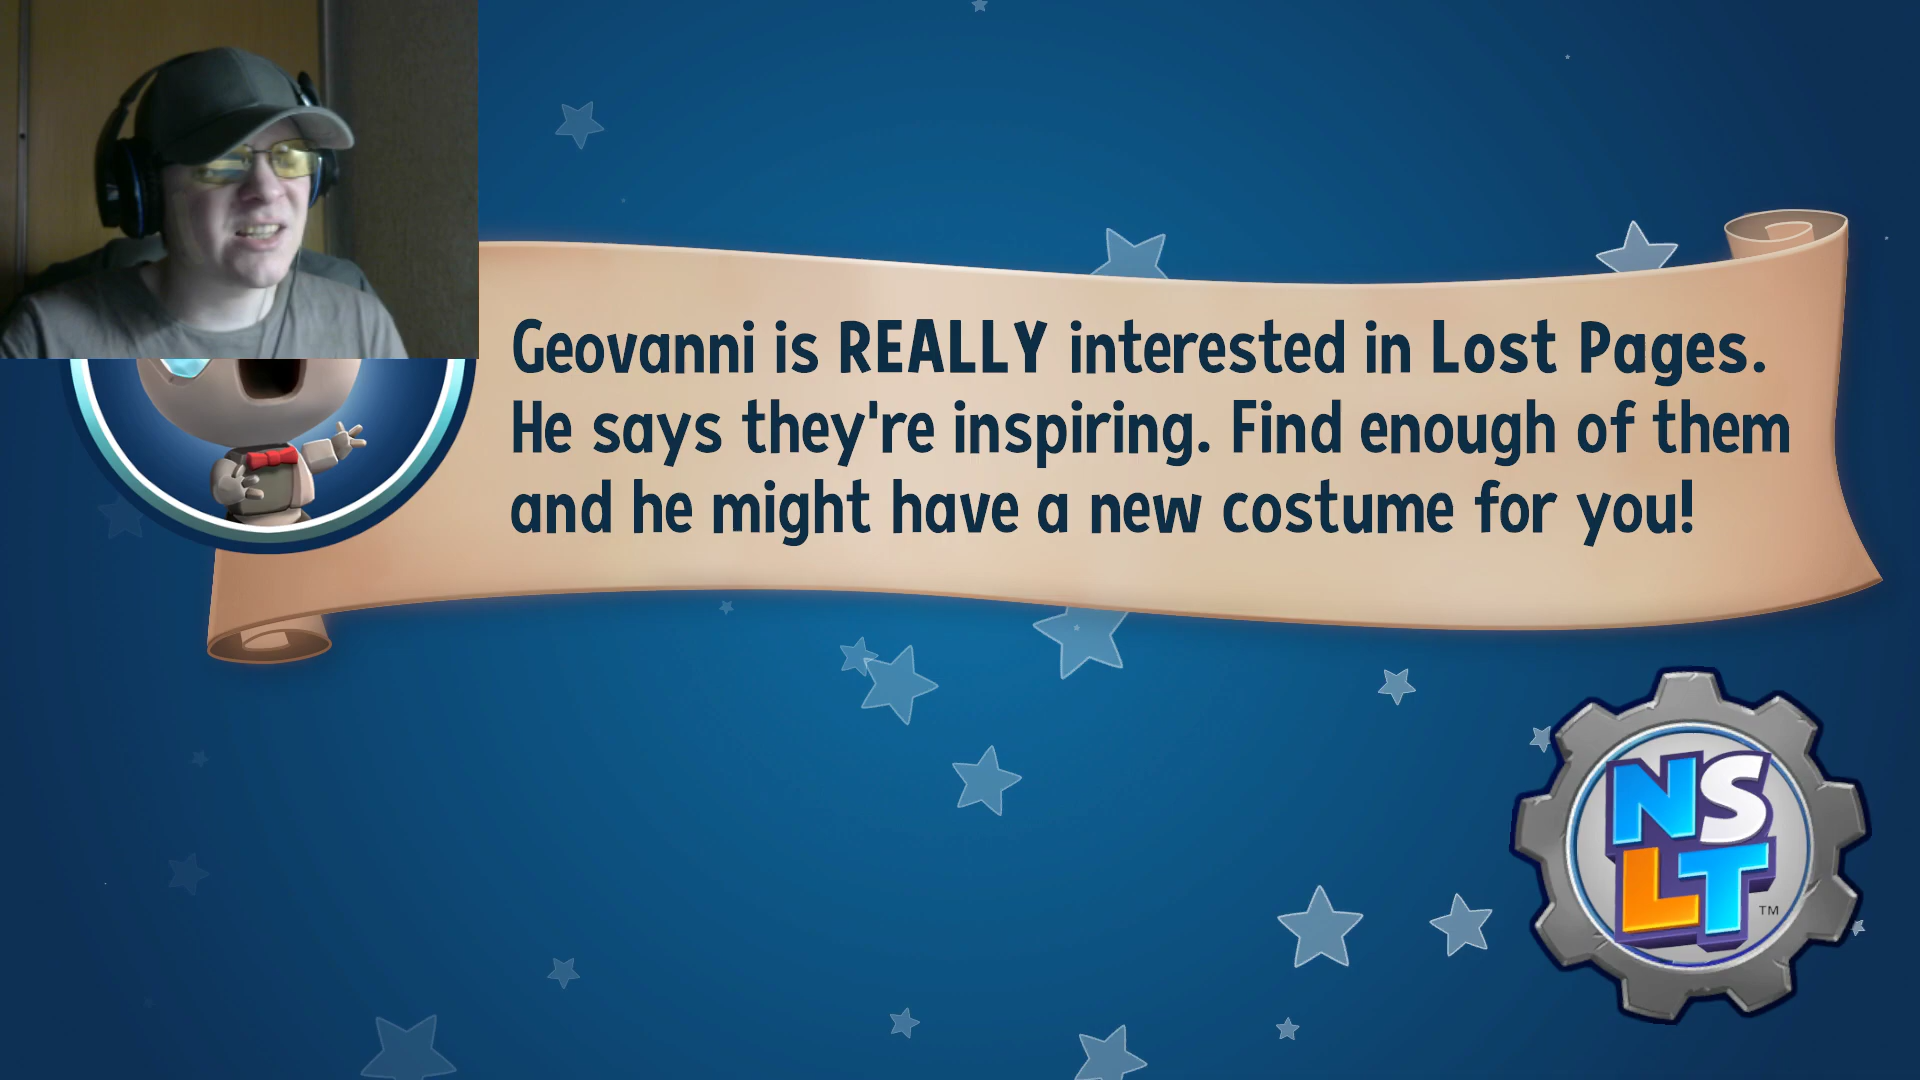 Geovanni is REALLY interested in Lost Pages.
He says they're inspiring. Find enough of them
and he might have a new costume for you!
NS
LT
TM